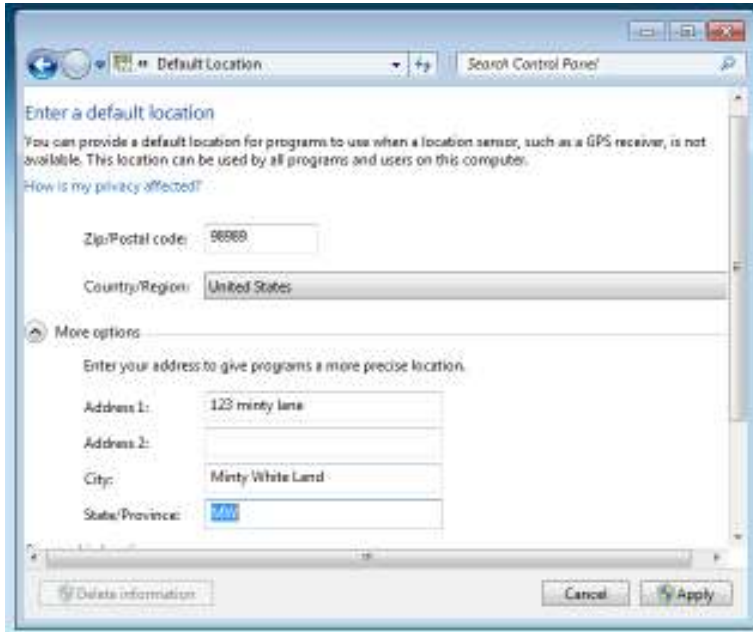 « Default Location
Search Control Panel
Enter a default location
You can provide a default location for programs to use when a location sensor, such as a GPS receiver, is not
available. This location can be used by all programs and users on this computer.
How is my privacy affected?
Zip/Postal code: 98989
Country/Region: United States
More options
Enter your address to give programs a more precise location.
Address 1: 123 minty lane
Address 2:
City: Minty White Land
State/Province: MW
Delete information
Cancel
Apply